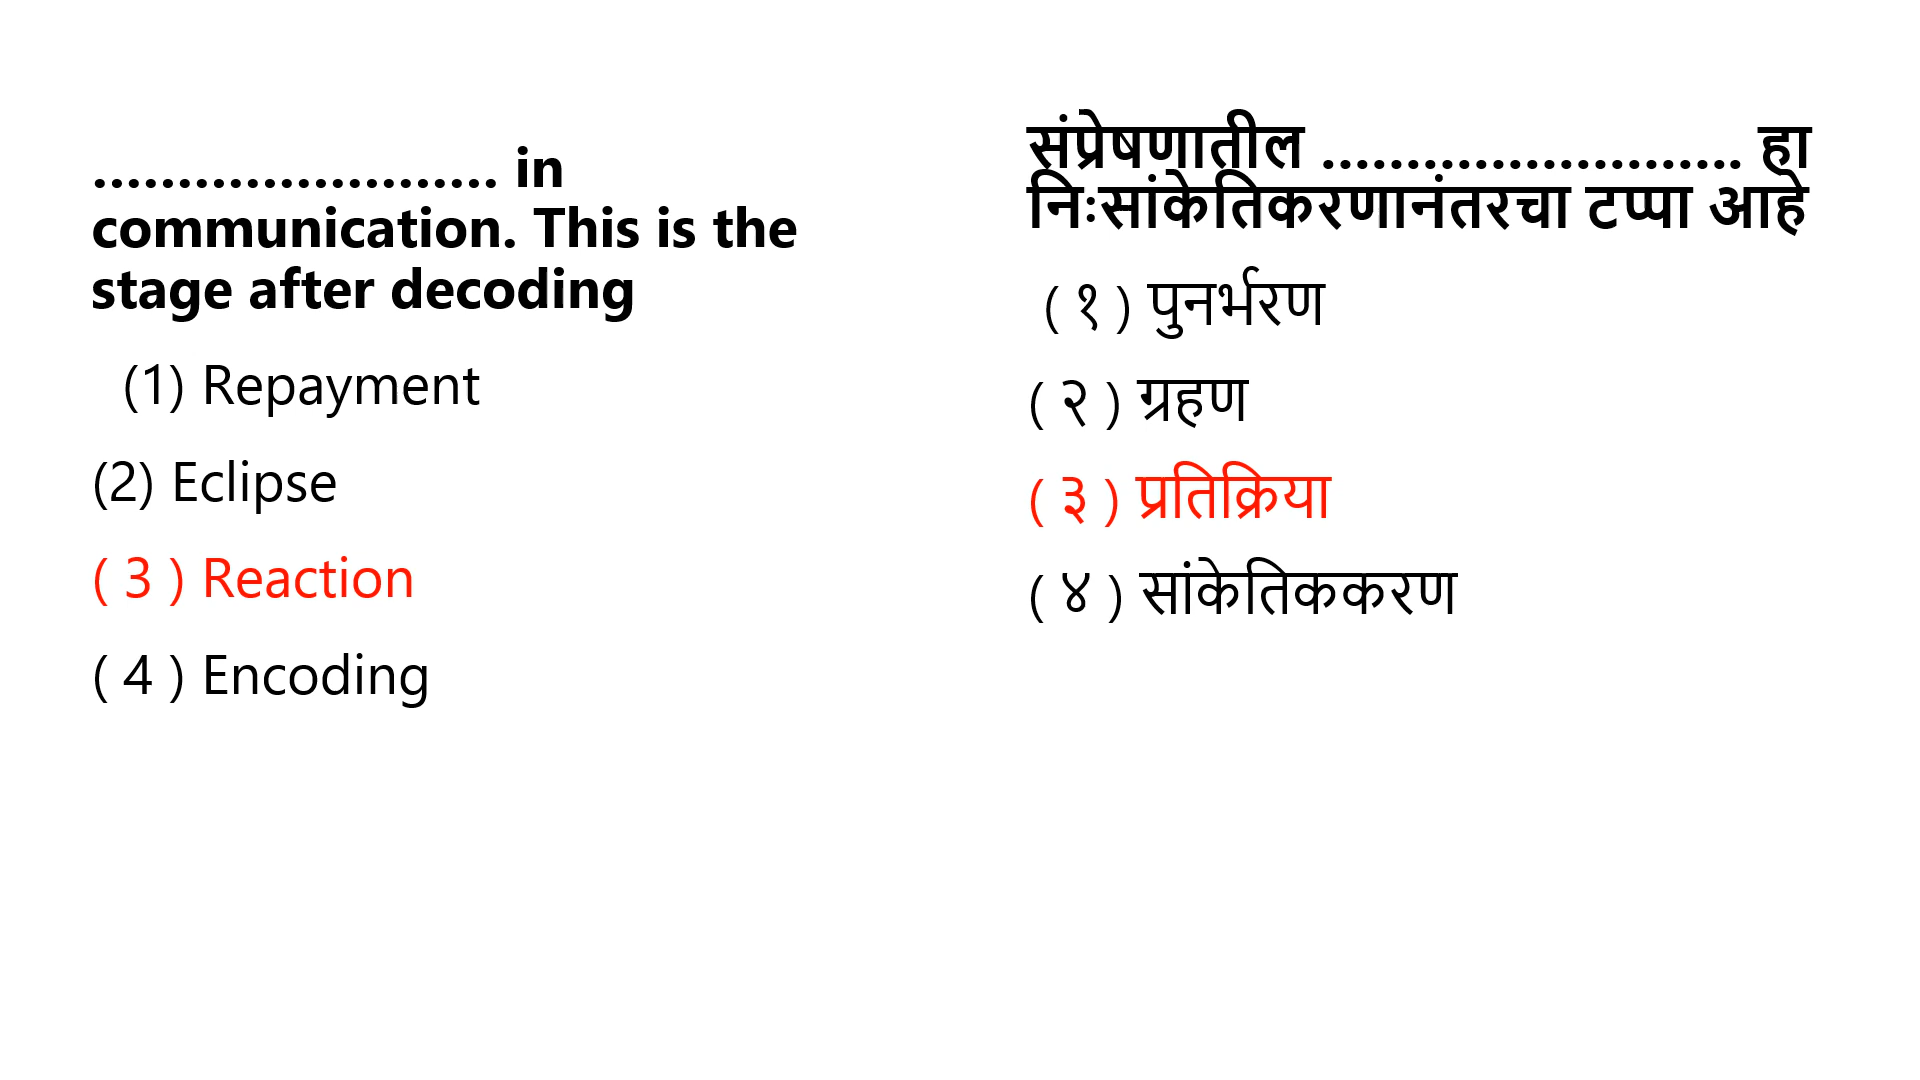 ........................ in
communication. This is the
stage after decoding
(1) Repayment
(2) Eclipse
( 3 ) Reaction
( 4 ) Encoding
संप्रेषणातील ......................... हा
निःसांकेतिकरणानंतरचा टप्पा आहे
( १ ) पुनर्भरण
( २ ) ग्रहण
( ३ ) प्रतिक्रिया
( ४ ) सांकेतिककरण